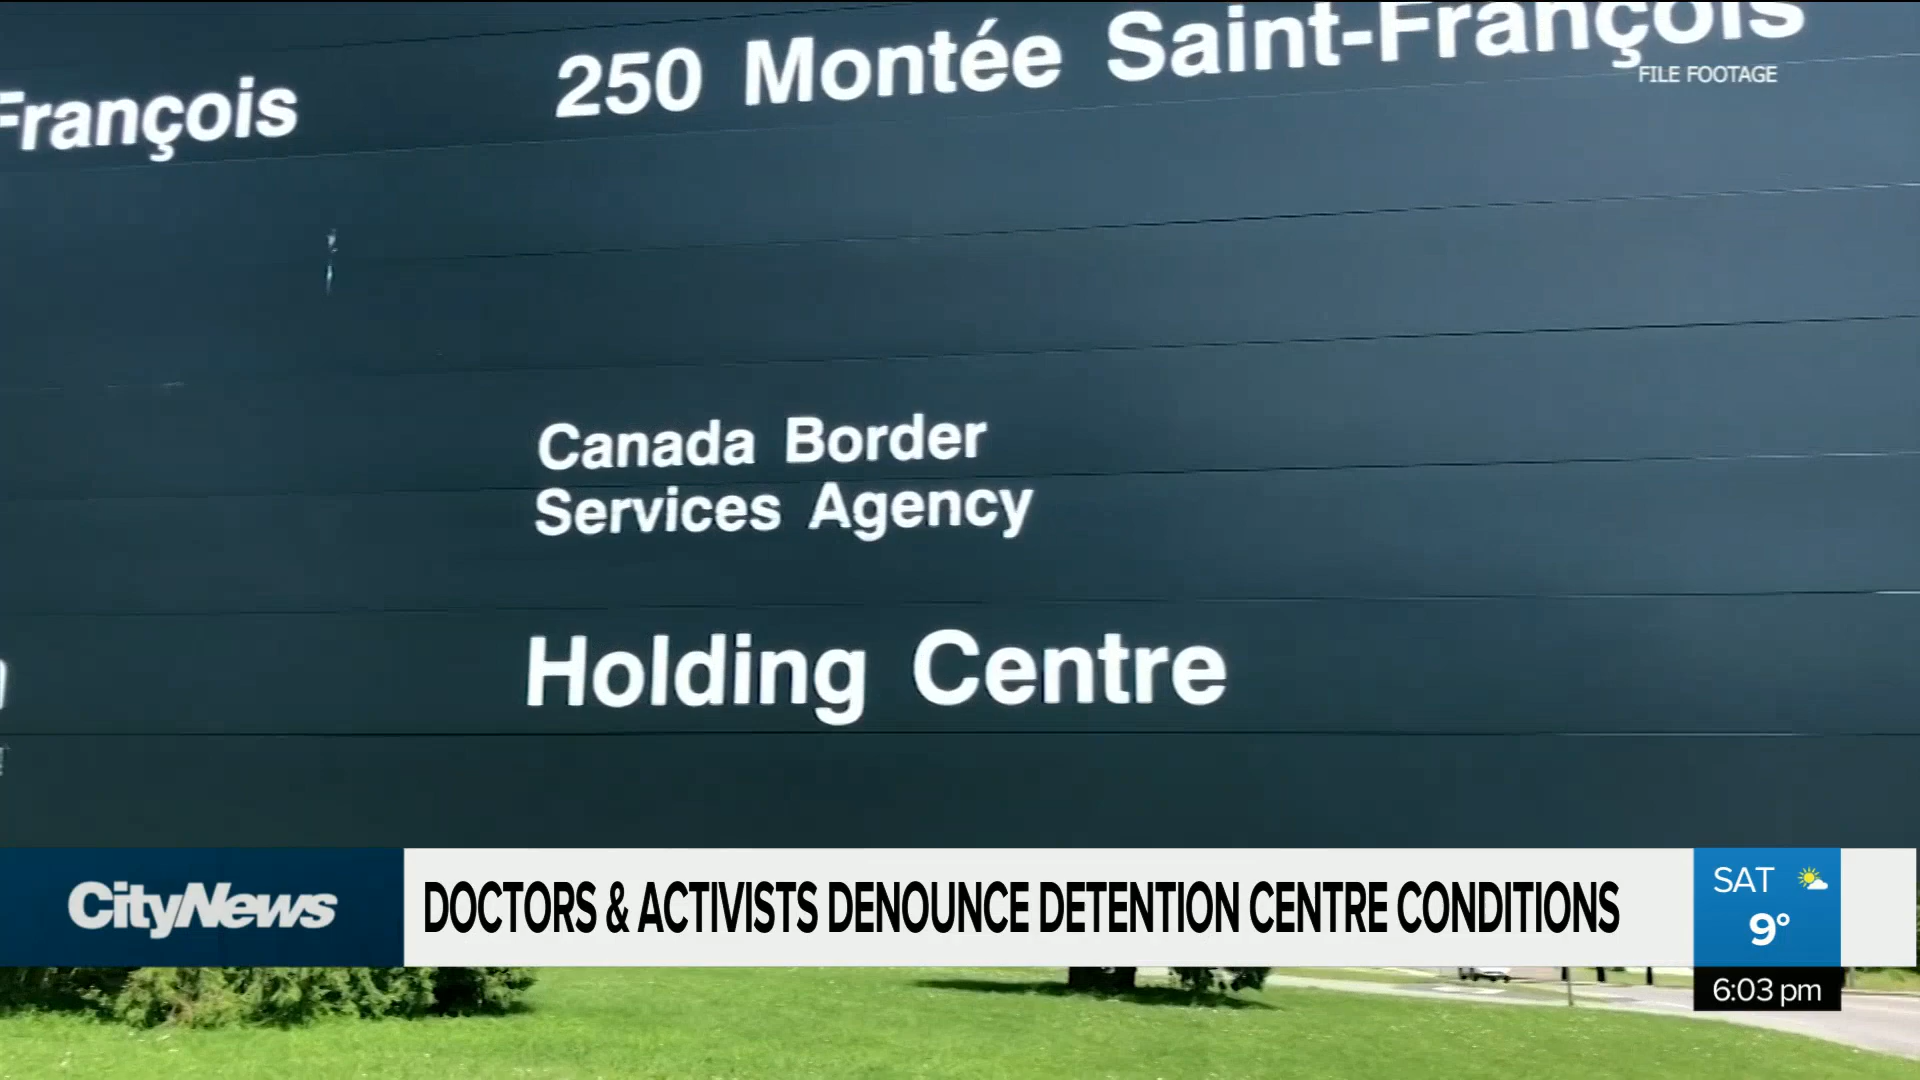 François
250 Montée Saint-François
FILE FOOTAGE
Canada Border
Services Agency
Holding Centre
CityNews
DOCTORS & ACTIVISTS DENOUNCE DETENTION CENTRE CONDITIONS
SAT
9°
6:03 pm